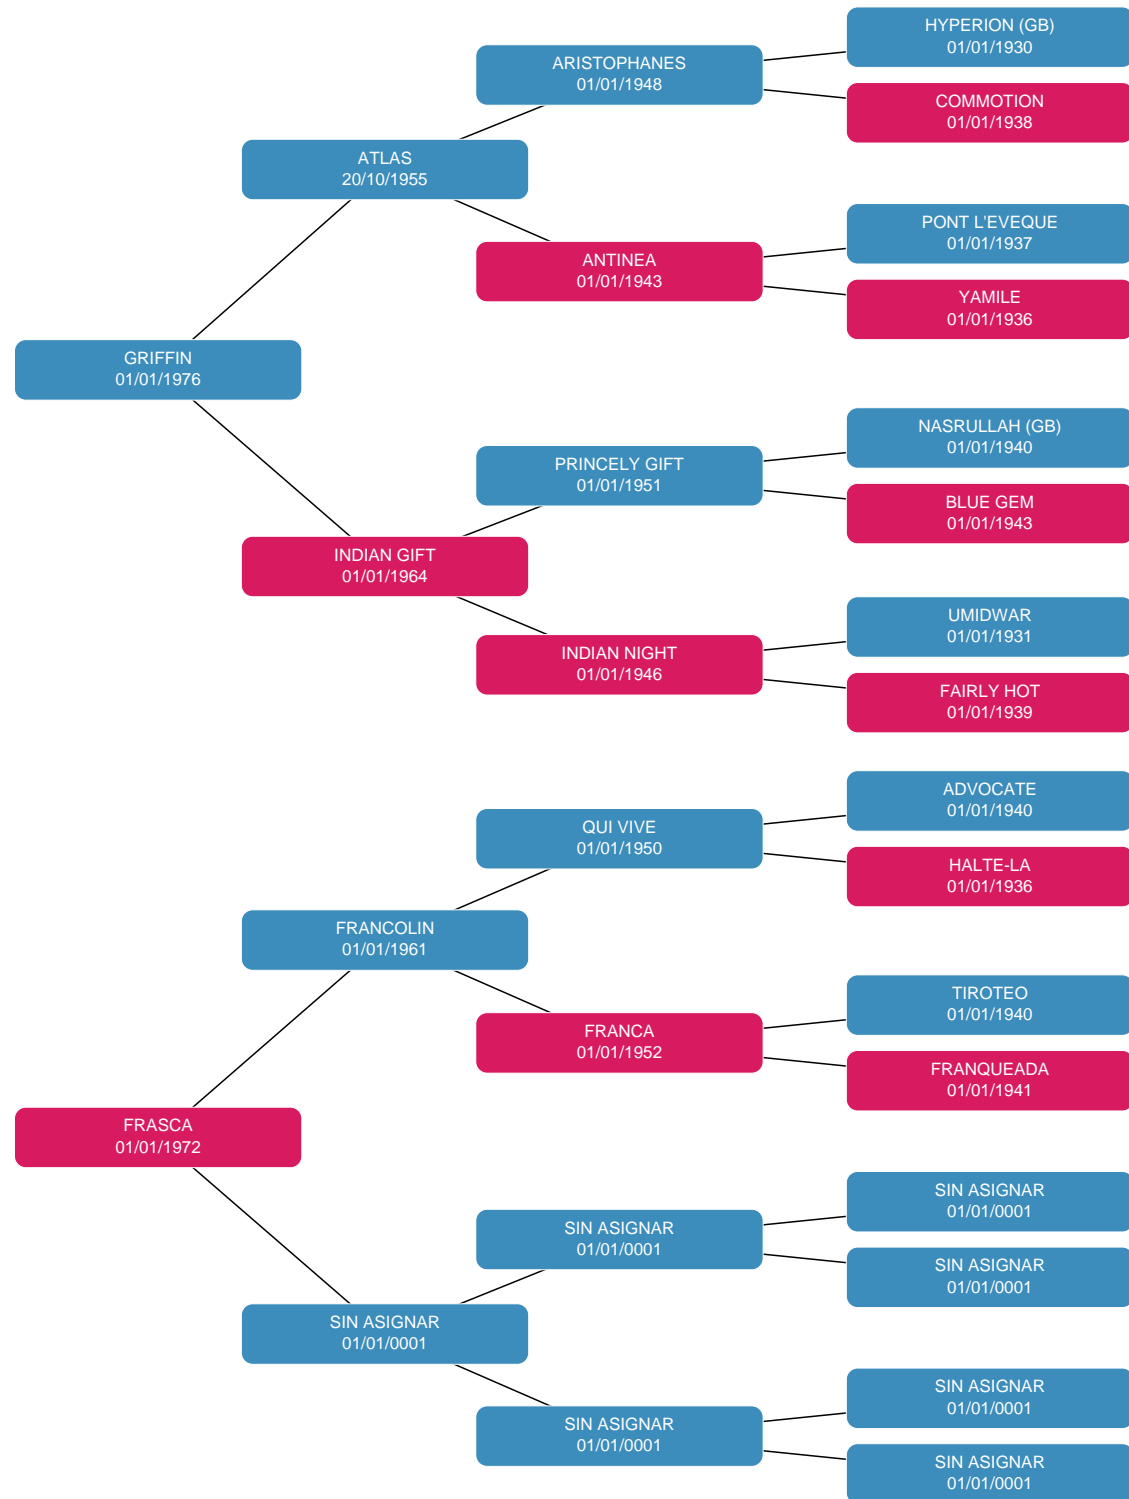 HYPERION (GB)
01/01/1930
ARISTOPHANES
01/01/1948
COMMOTION
01/01/1938
ATLAS
20/10/1955
PONT L'EVEQUE
01/01/1937
ANTINEA
01/01/1943
YAMILE
01/01/1936
GRIFFIN
01/01/1976
NASRULLAH (GB)
01/01/1940
PRINCELY GIFT
01/01/1951
BLUE GEM
01/01/1943
INDIAN GIFT
01/01/1964
UMIDWAR
01/01/1931
INDIAN NIGHT
01/01/1946
FAIRLY HOT
01/01/1939
ADVOCATE
01/01/1940
QUI VIVE
01/01/1950
HALTE-LA
01/01/1936
FRANCOLIN
01/01/1961
TIROTEO
01/01/1940
FRANCA
01/01/1952
FRANQUEADA
01/01/1941
FRASCA
01/01/1972
SIN ASIGNAR
01/01/0001
SIN ASIGNAR
01/01/0001
SIN ASIGNAR
01/01/0001
SIN ASIGNAR
01/01/0001
SIN ASIGNAR
01/01/0001
SIN ASIGNAR
01/01/0001
SIN ASIGNAR
01/01/0001